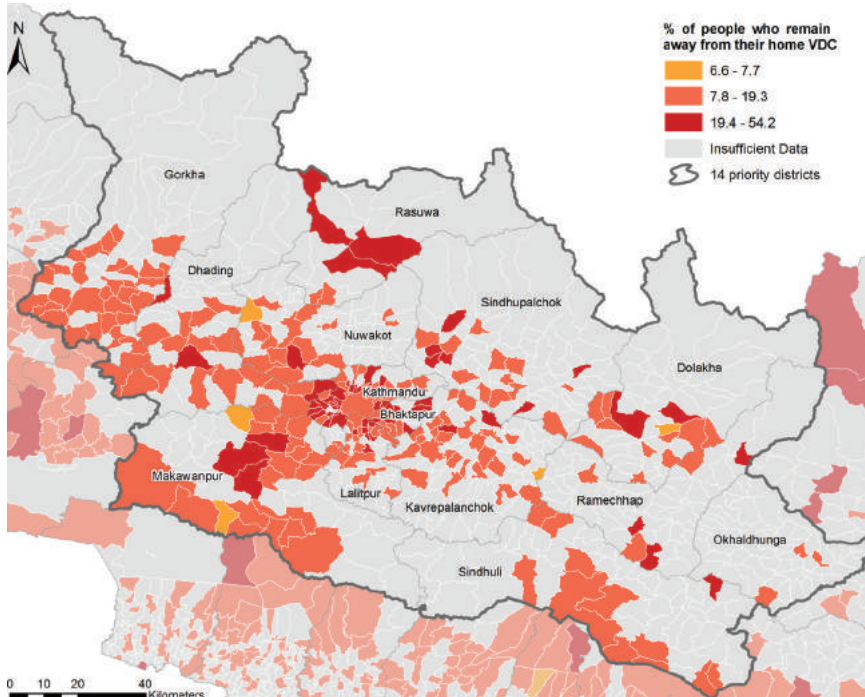 N
% of people who remain
away from their home VDC
6.6 - 7.7
7.8 - 19.3
19.4 - 54.2
Insufficient Data
14 priority districts
Gorkha
Rasuwa
Dhading
Sindhupalchok
Nuwakot
Dolakha
Kathmandu
Bhaktapur
Makawanpur
Lalitpur
Kavrepalanchok
Ramechhap
Okhaldhunga
Sindhuli
0 10 20 40
Kilometers